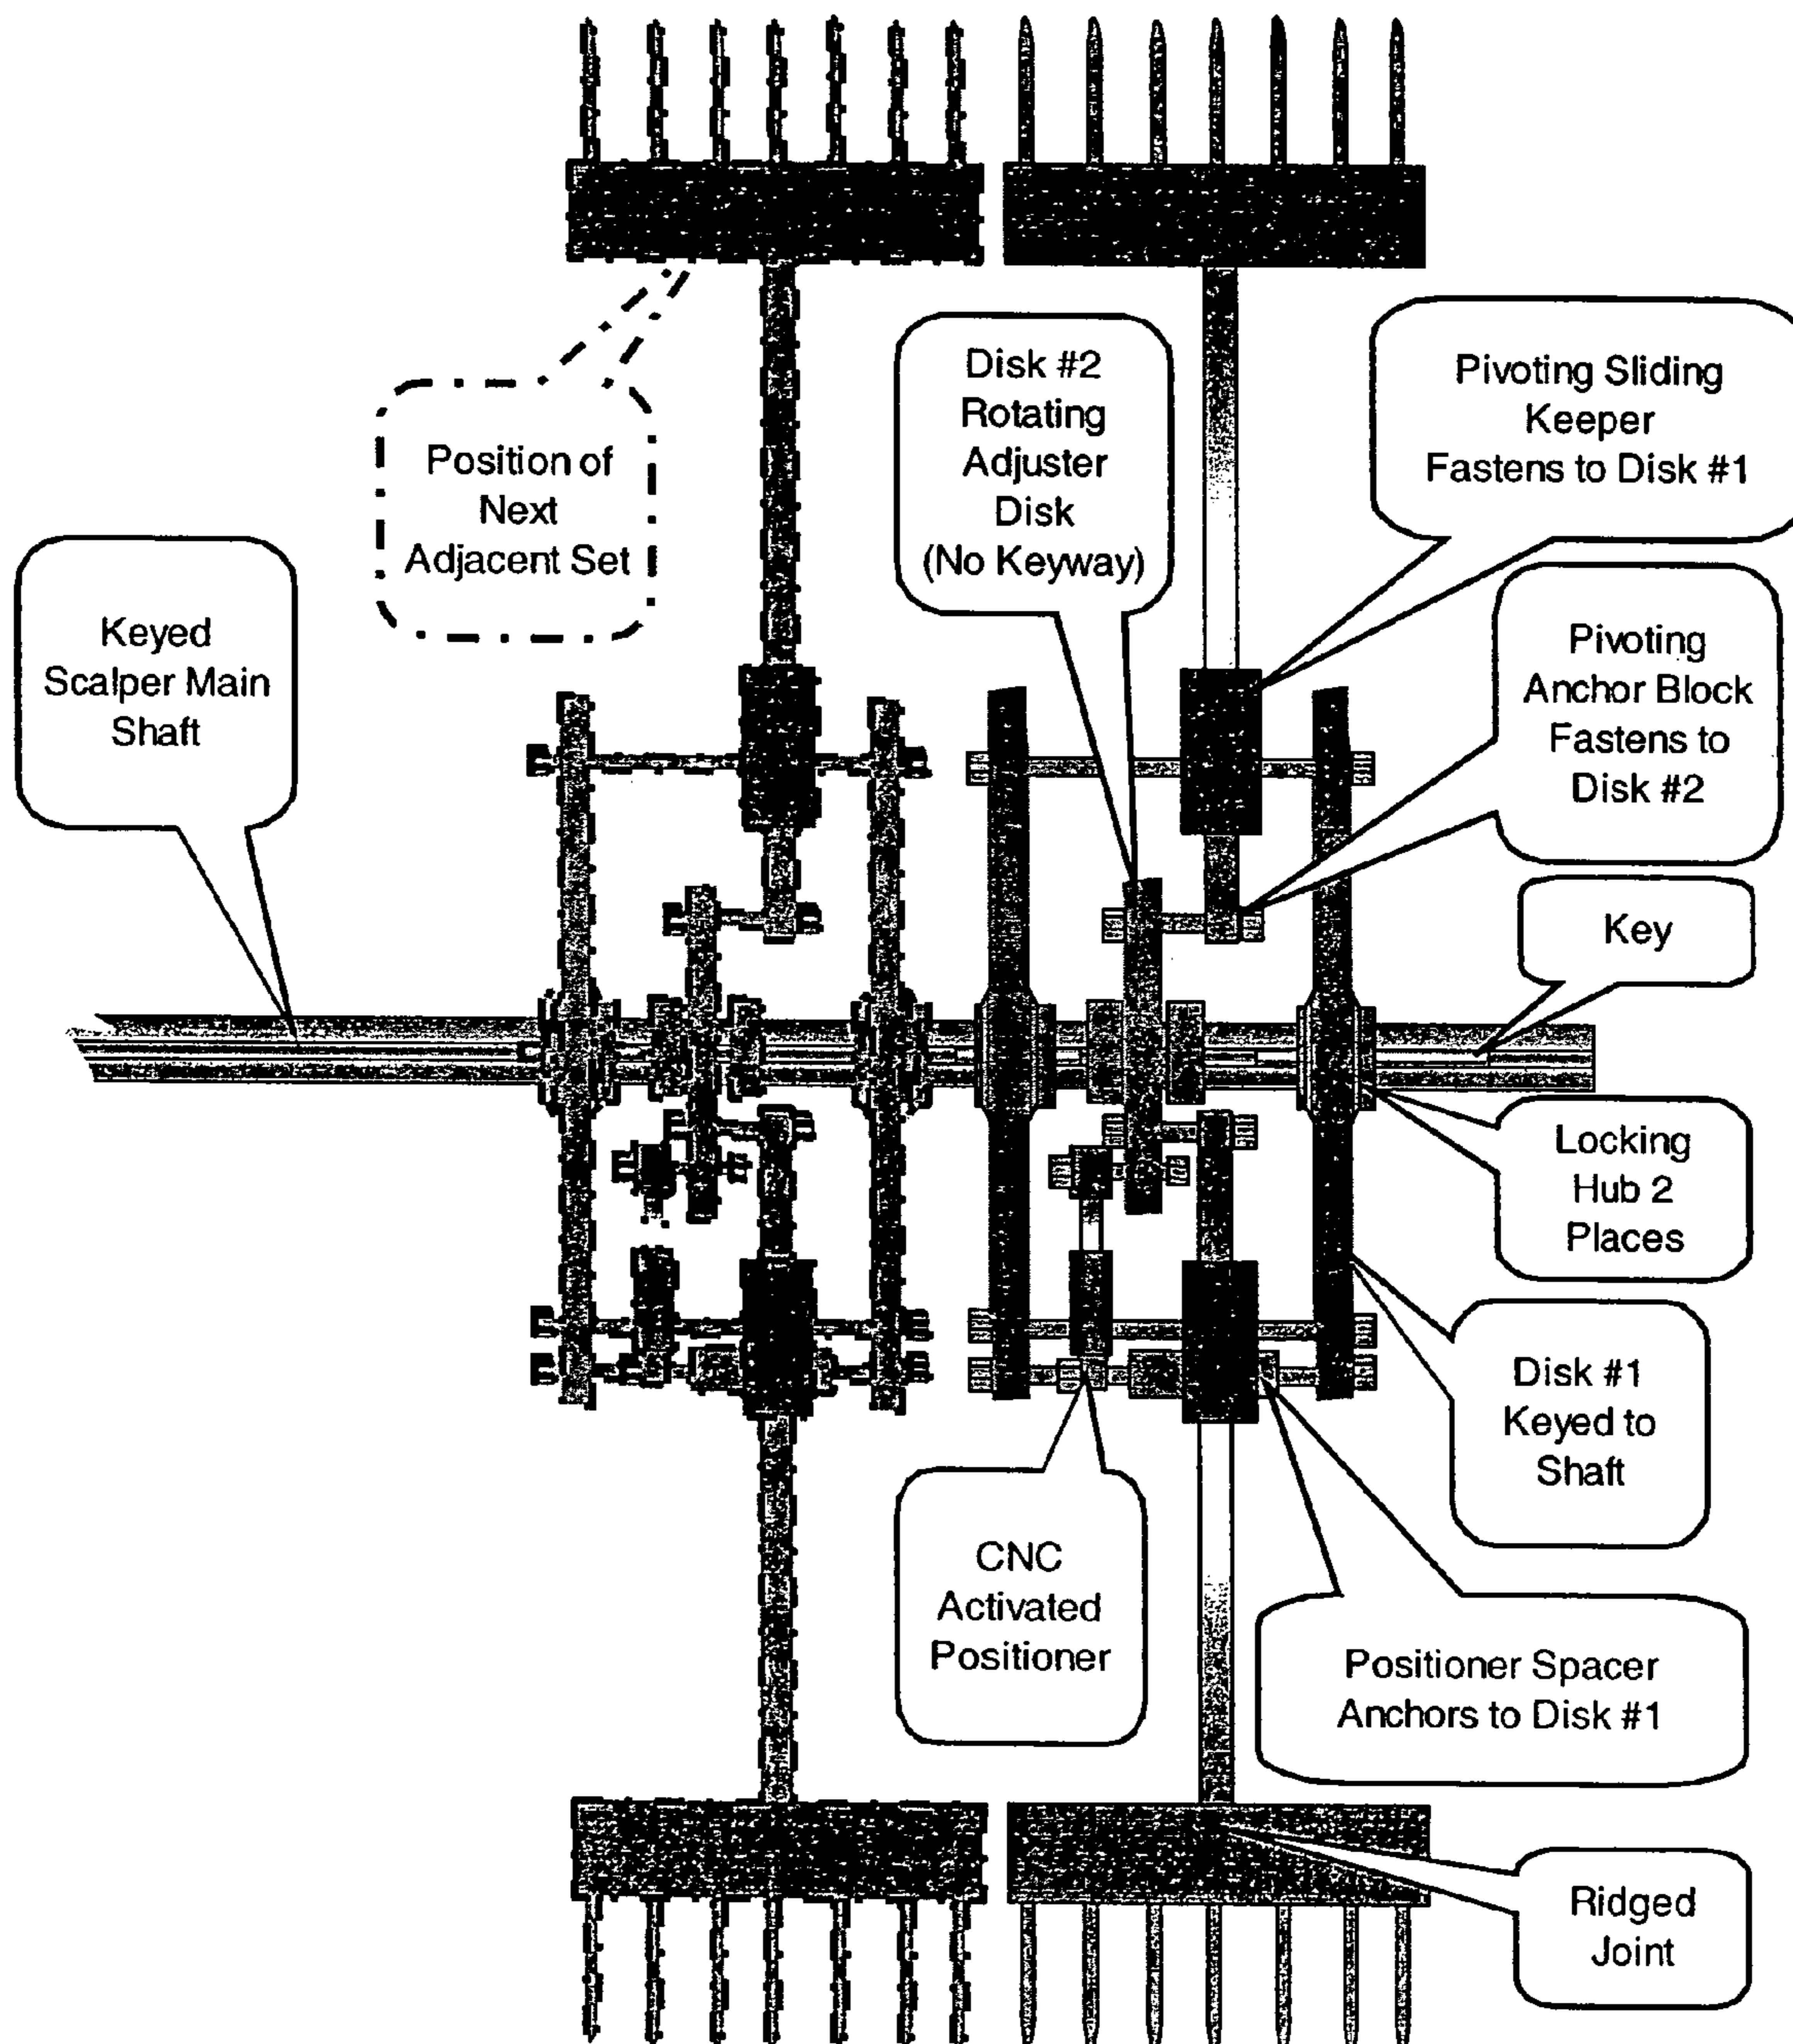 Disk #2
Rotating
Adjuster
Disk
(No Keyway)
Pivoting Sliding
Keeper
Fastens to Disk #1
Position of
Next
Adjacent Set
Keyed
Scalper Main
Shaft
Pivoting
Anchor Block
Fastens to
Disk #2
Key
Locking
Hub 2
Places
Disk #1
Keyed to
Shaft
CNC
Activated
Positioner
Positioner Spacer
Anchors to Disk #1
Ridged
Joint